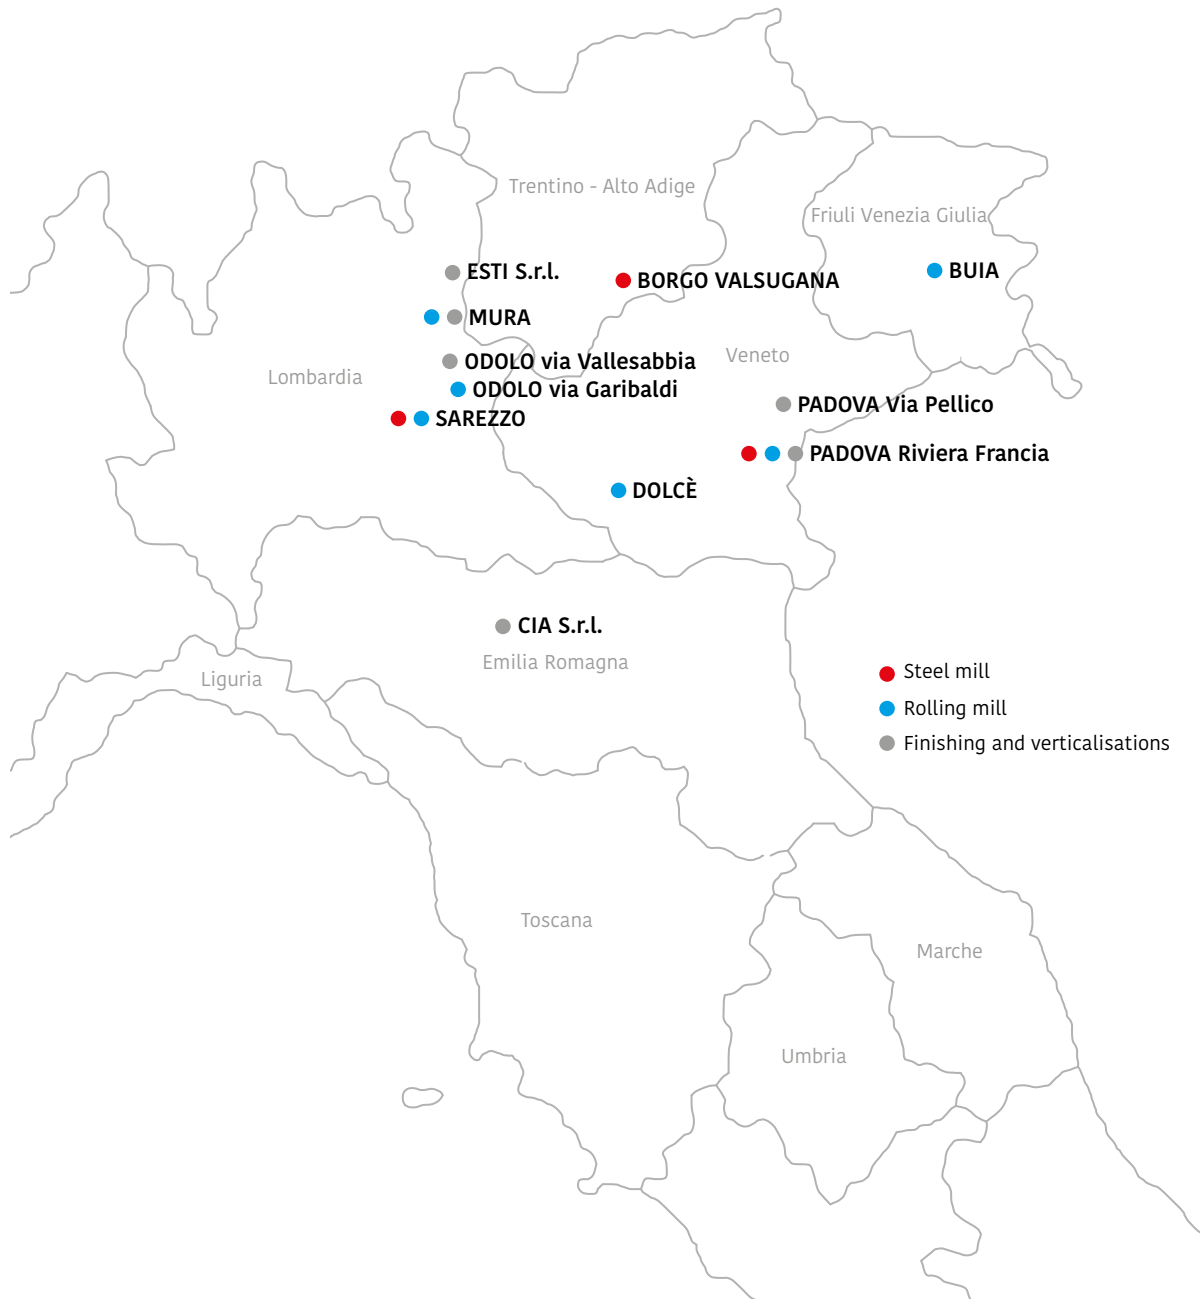 Trentino - Alto Adige
Friuli Venezia Giulia
ESTI S.r.l.
BORGO VALSUGANA
BUIA
MURA
Veneto
ODOLO via Vallesabbia
Lombardia
ODOLO via Garibaldi
PADOVA Via Pellico
SAREZZO
PADOVA Riviera Francia
DOLCÈ
CIA S.r.l.
Emilia Romagna
Liguria
Steel mill
Rolling mill
Finishing and verticalisations
Toscana
Marche
Umbria